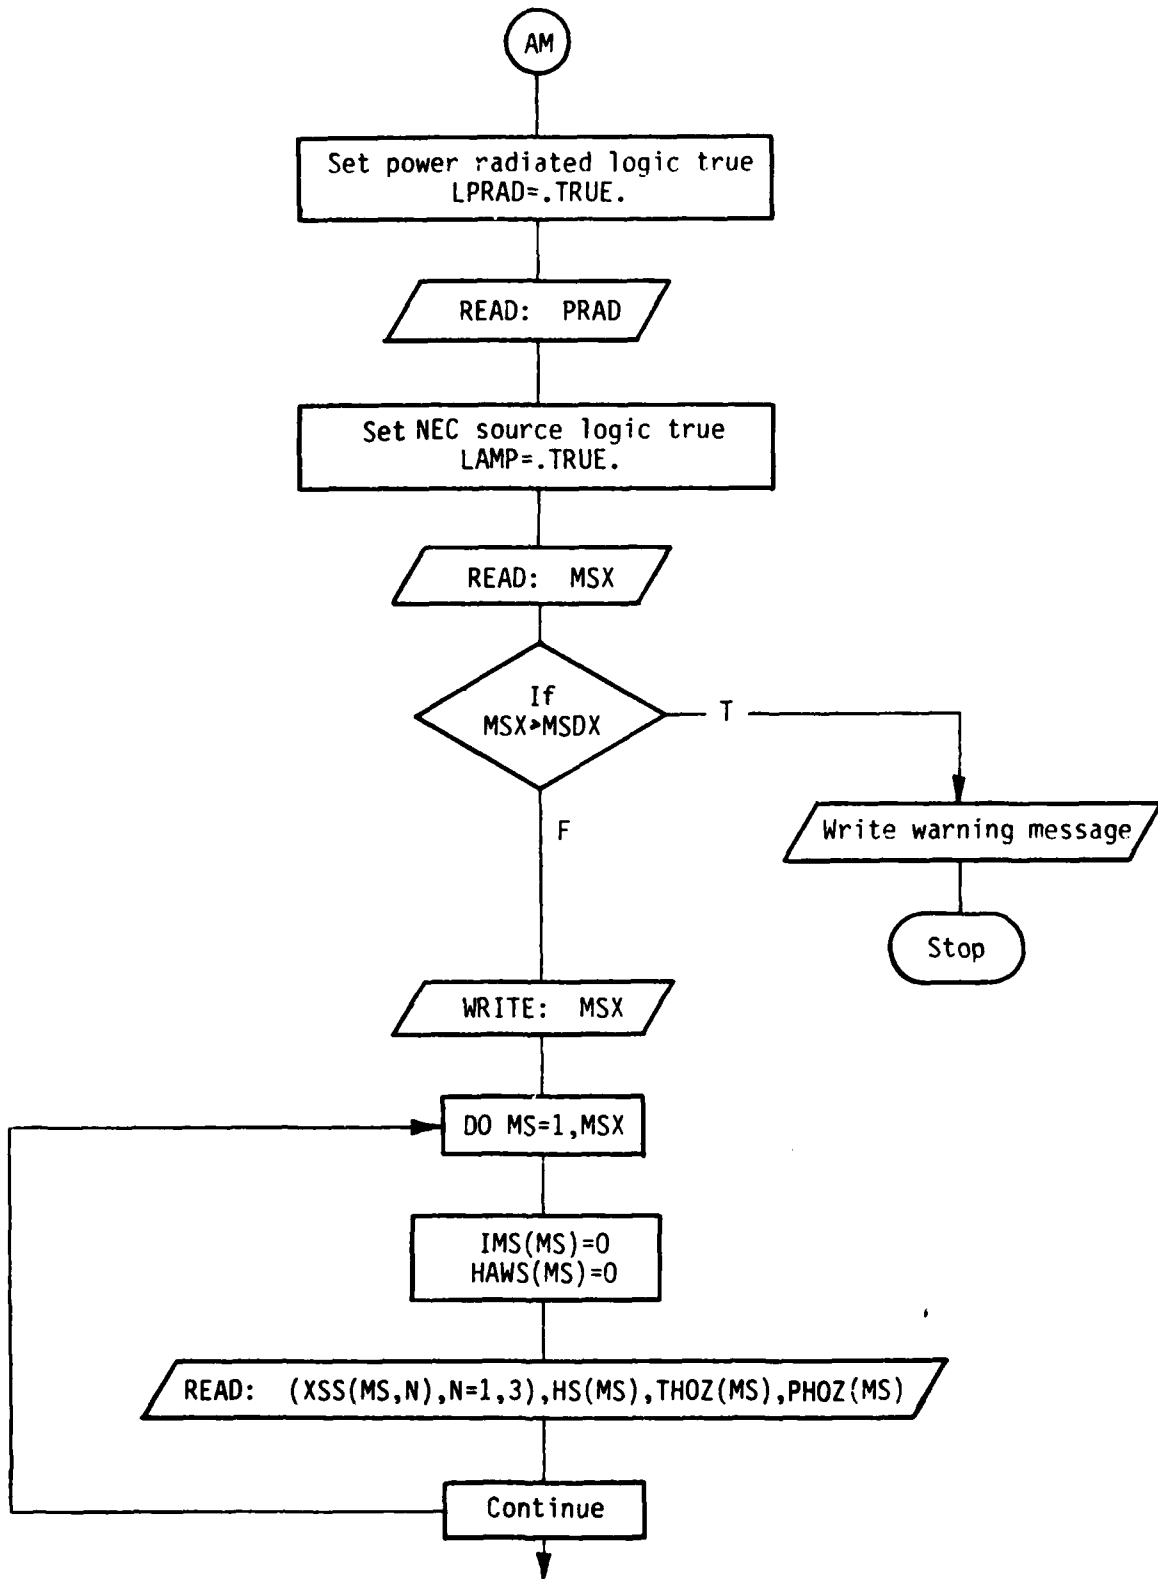 AM
Set power radiated logic true
LPRAD=.TRUE.
READ: PRAD
Set NEC source logic true
LAMP=.TRUE.
READ: MSX
If
MSX>MSDX
T
F
Write warning message
Stop
WRITE: MSX
DO MS=1,MSX
IMS(MS)=0
HAWS(MS)=0
READ: (XSS(MS,N),N=1,3),HS(MS),THOZ(MS),PHOZ(MS)
Continue